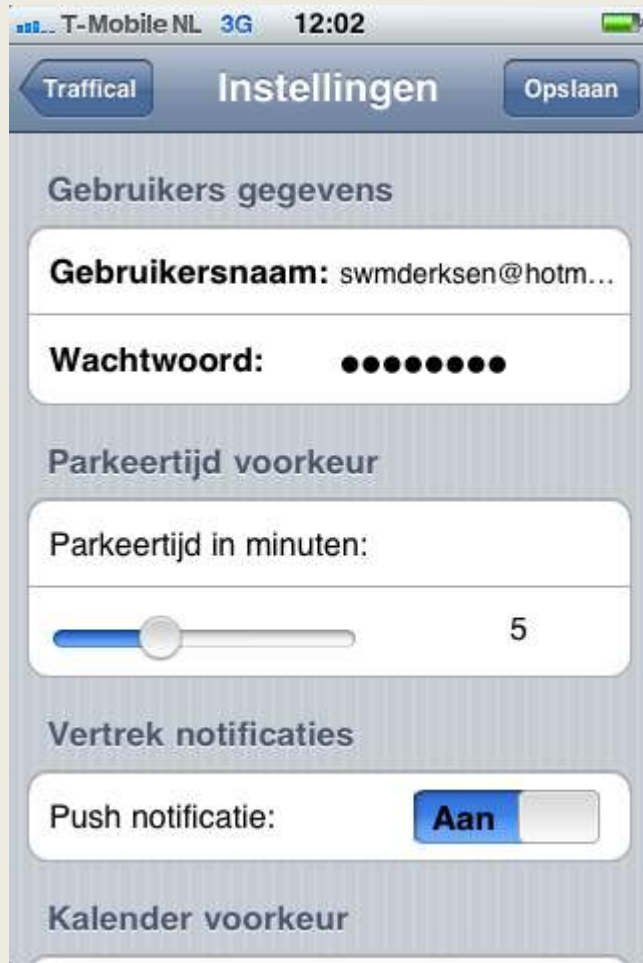 T-Mobile NL 3G 12:02
Traffical Instellingen Opslaan
Gebruikers gegevens
Gebruikersnaam: swmderksen@hotm...
Wachtwoord: ●●●●●●●●
Parkeertijd voorkeur
Parkeertijd in minuten:
5
Vertrek notificaties
Push notificatie: Aan
Kalender voorkeur